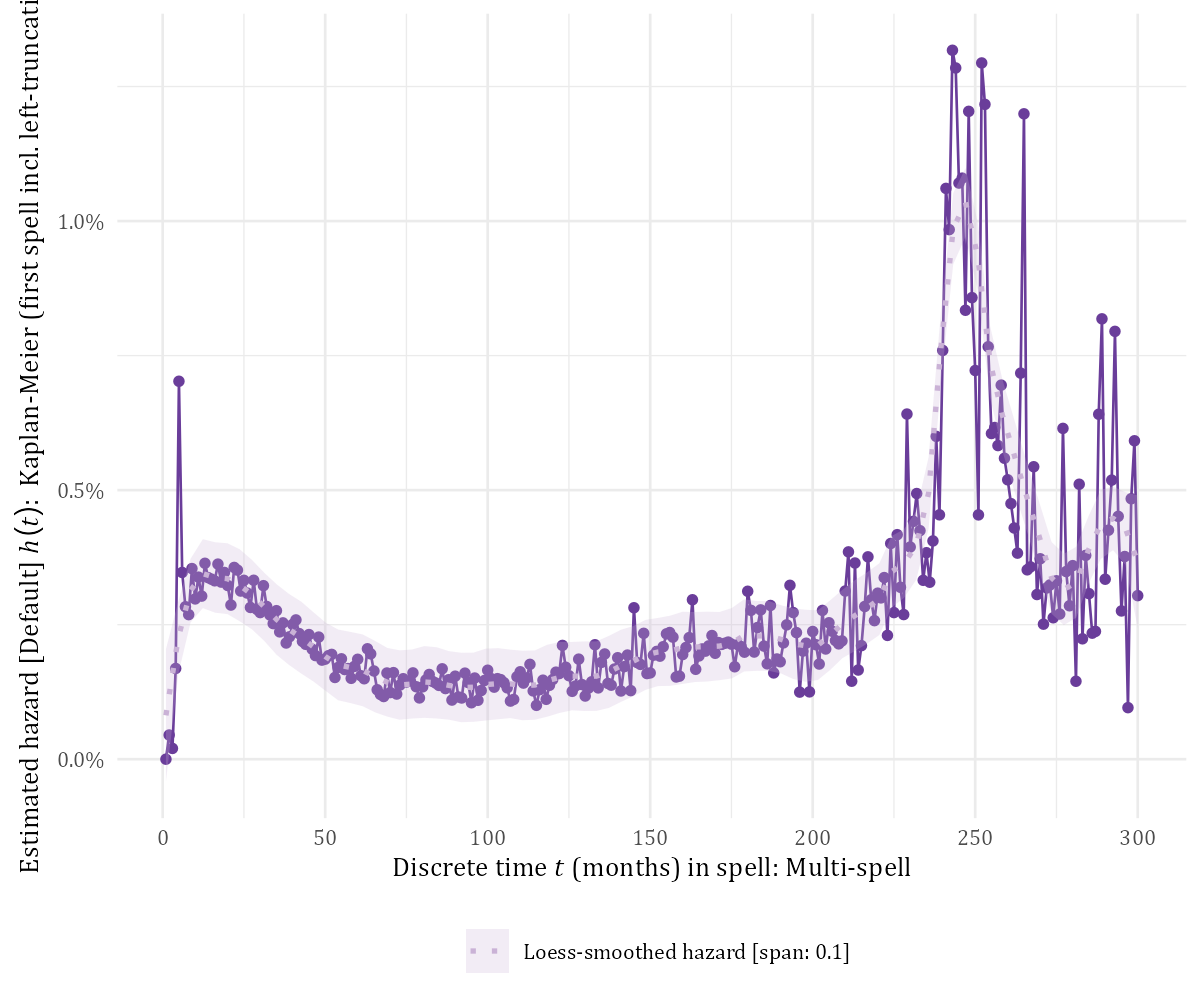 Estimated hazard [Default] h(t): Kaplan-Meier (first spell incl. left-truncati
1.0%
0.5%
0.0%
0 50 100 150 200 250 300
Discrete time t (months) in spell: Multi-spell
Loess-smoothed hazard [span: 0.1]